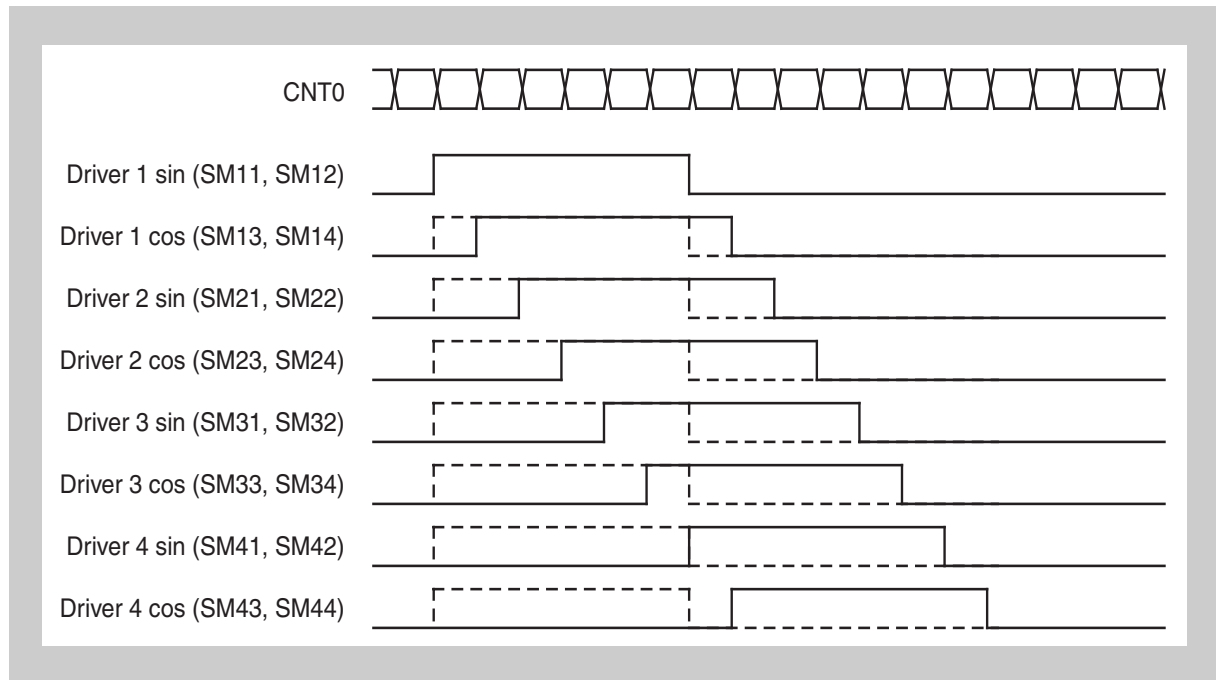 CNT0
Driver 1 sin (SM11, SM12)
Driver 1 cos (SM13, SM14)
Driver 2 sin (SM21, SM22)
Driver 2 cos (SM23, SM24)
Driver 3 sin (SM31, SM32)
Driver 3 cos (SM33, SM34)
Driver 4 sin (SM41, SM42)
Driver 4 cos (SM43, SM44)